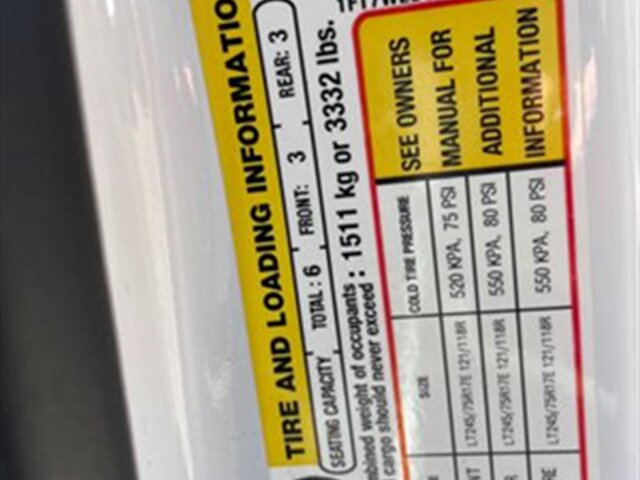 TIRE AND LOADING INFORMATIO
SEATING CAPACITY TOTAL : 6 FRONT: 3 REAR: 3
mbined weight of occupants : 1511 kg or 3332 lbs.
cargo should never exceed :
SIZE COLD TIRE PRESSURE SEE OWNERS
NT LT245/75R17E 121/118R 520 KPA, 75 PSI MANUAL FOR
R LT245/75R17E 121/118R 550 KPA, 80 PSI ADDITIONAL
RE LT245/75R17E 121/118R 550 KPA, 80 PSI INFORMATION